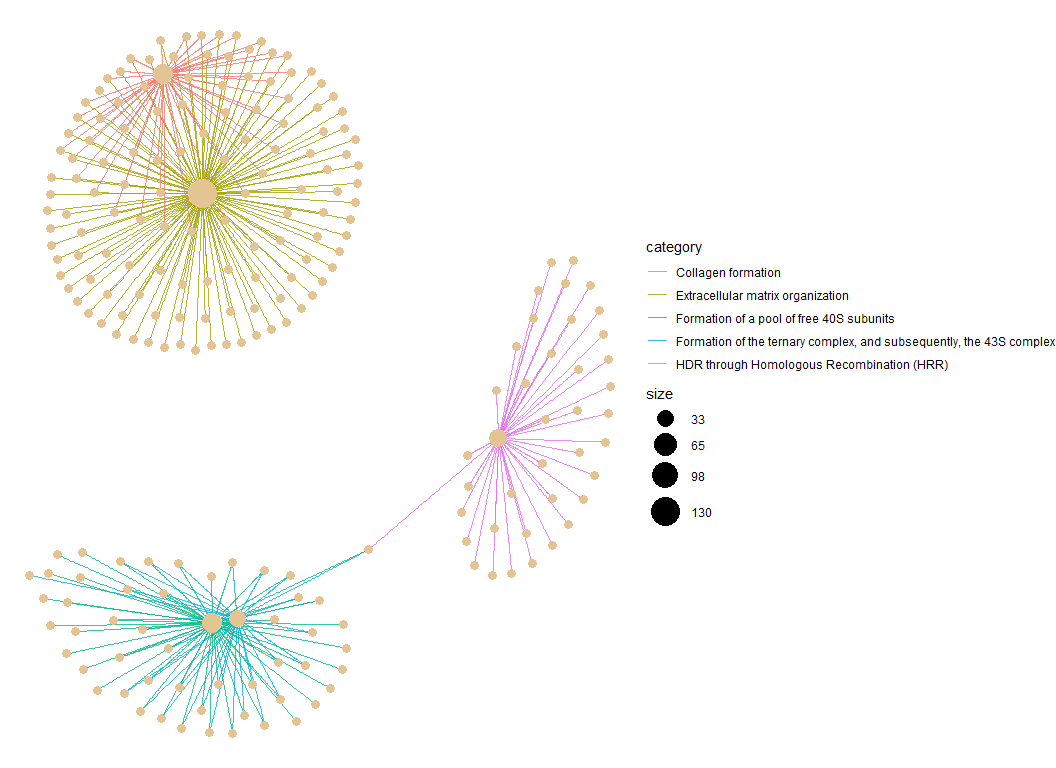 category
Collagen formation
Extracellular matrix organization
Formation of a pool of free 40S subunits
Formation of the ternary complex, and subsequently, the 43S complex
HDR through Homologous Recombination (HRR)
size
33
65
98
130